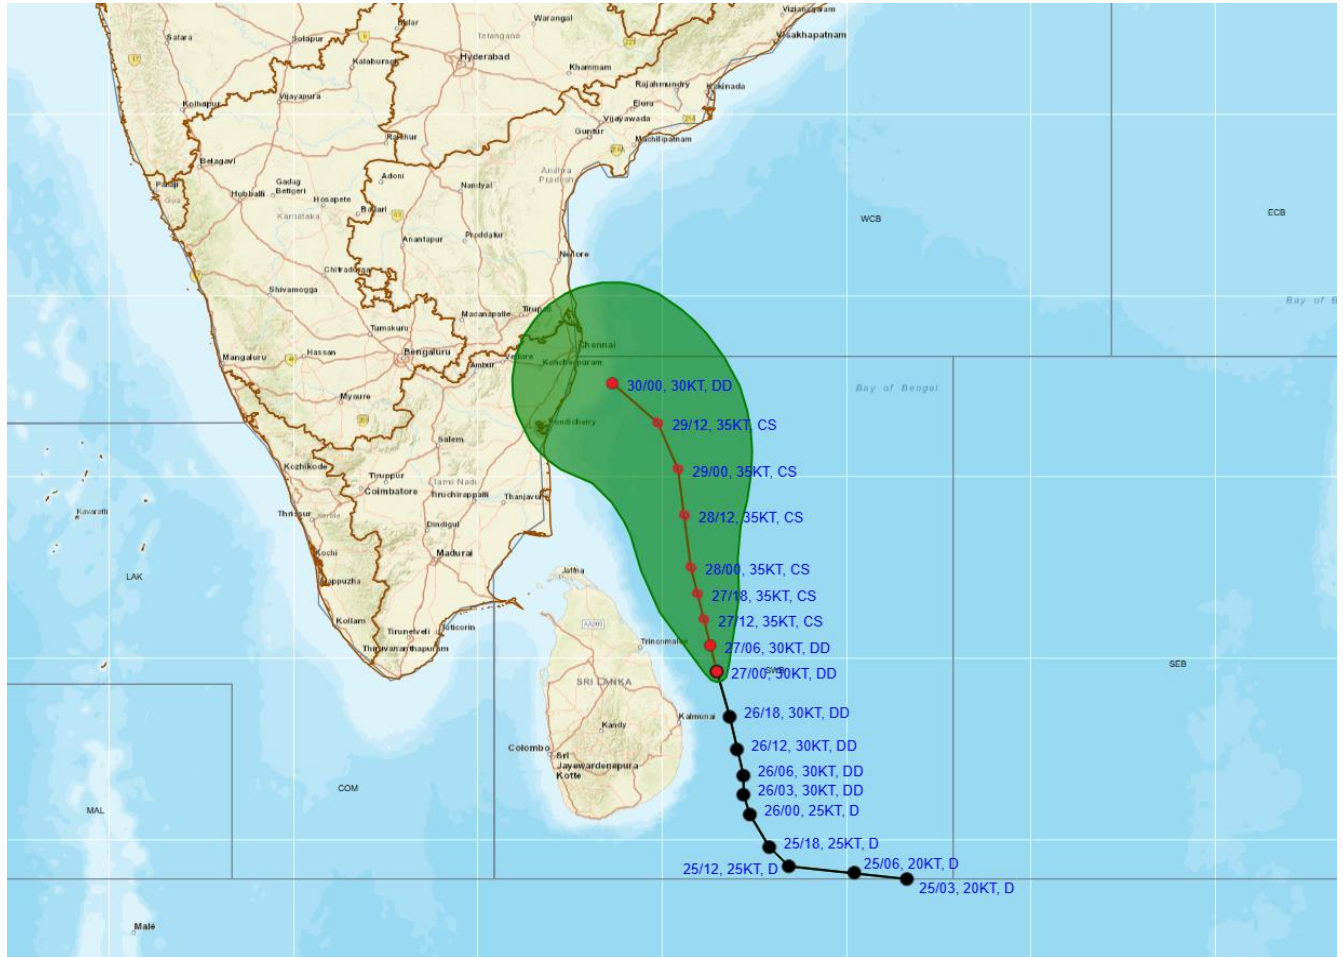 Satara
Solapur
Bidar
Warangal
Vizianagaram
Visakhapatnam
Telangana
Hyderabad
Kalaburagi
Khammam
Rajahmundry
Kakinada
Kolhapur
Vijayapura
Eluru
Vijayawada
Guntur
Machilipatnam
Raichur
Belagavi
Panaji
Goa
Gadag
Betigeri
Hubballi
Hosapete
Ballari
Karnataka
Adoni
Nandyal
Andhra
Pradesh
Anantapur
Proddatur
Nellore
Chitradurga
Shivamogga
Madanapalle
Tirupati
Tumakuru
Bengaluru
Mangaluru
Hassan
Ambur
Vellore
Kanchipuram
Chennai
Mysuru
Pondicherry
Salem
Kozhikode
Tiruppur
Coimbatore
Tamil Nadu
Tiruchirappalli
Thanjavur
Thrissur
Kerala
Dindigul
Kochi
Madurai
Alappuzha
Kollam
Tirunelveli
Tuticorin
Thiruvananthapuram
Kavaratti
Jaffna
Trincomalee
SRI LANKA
Kandy
Kalmunai
Colombo
Sri
Jayewardenepura
Kotte
Malé
WCB
ECB
Bay of B
Bay of Bengal
LAK
COM
MAL
SWB
SEB
30/00, 30KT, DD
29/12, 35KT, CS
29/00, 35KT, CS
28/12, 35KT, CS
28/00, 35KT, CS
27/18, 35KT, CS
27/12, 35KT, CS
27/06, 30KT, DD
27/00, 30KT, DD
26/18, 30KT, DD
26/12, 30KT, DD
26/06, 30KT, DD
26/03, 30KT, DD
26/00, 25KT, D
25/18, 25KT, D
25/12, 25KT, D
25/06, 20KT, D
25/03, 20KT, D